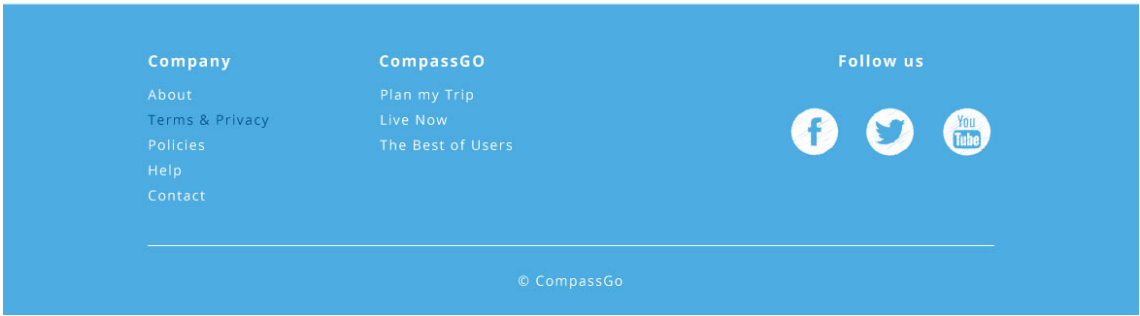 Company
About
Terms & Privacy
Policies
Help
Contact
CompassGO
Plan my Trip
Live Now
The Best of Users
Follow us
f
You
Tube
© CompassGo